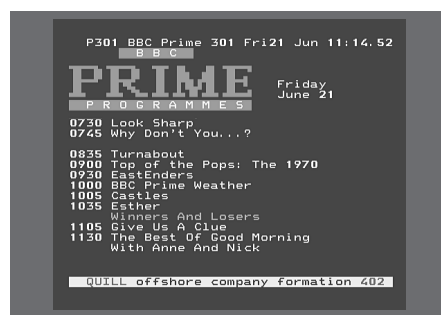 P301 BBC Prime 301 Fri21 Jun 11:14.52
BBC
PRIME
PROGRAMMES
Friday
June 21
0730 Look Sharp
0745 Why Don't You...?
0835 Turnabout
0900 Top of the Pops: The 1970
0930 EastEnders
1000 BBC Prime Weather
1005 Castles
1035 Esther
Winners And Losers
1105 Give Us A Clue
1130 The Best Of Good Morning
With Anne And Nick
QUILL offshore company formation 402